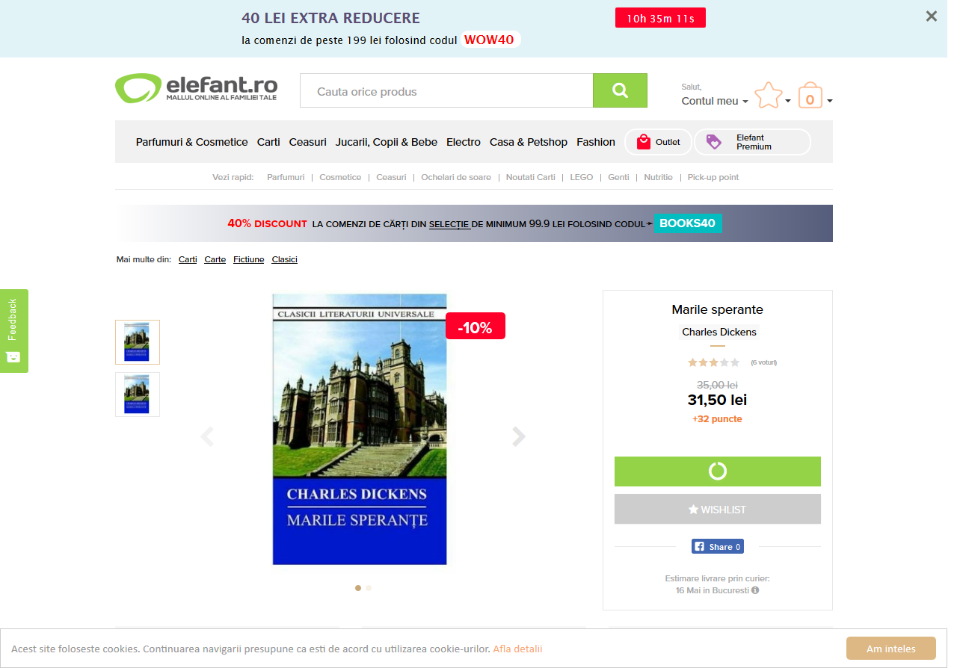 40 LEI EXTRA REDUCERE
10h 35m 11s
la comenzi de peste 199 lei folosind codul WOW40
elefant.ro
MALLUL ONLINE AL FAMILIEI TALE
Cauta orice produs
Salut,
Contul meu
0
Parfumuri & Cosmetice Carti Ceasuri Jucarii, Copii & Bebe Electro Casa & Petshop Fashion Outlet Elefant Premium
Vezi rapid: Parfumuri | Cosmetice | Ceasuri | Ochelari de soare | Noutati Carti | LEGO | Genti | Nutritie | Pick-up point
40% DISCOUNT LA COMENZI DE CĂRȚI DIN SELECȚIE DE MINIMUM 99.9 LEI FOLOSIND CODUL BOOKS40
Mai multe din: Carti Carte Fictiune Clasici
Feedback
CLASICII LITERATURII UNIVERSALE
-10%
CHARLES DICKENS
MARILE SPERANȚE
Marile sperante
Charles Dickens
(6 voturi)
35,00 lei
31,50 lei
+32 puncte
WISHLIST
Share 0
Estimare livrare prin curier:
16 Mai in Bucuresti
Acest site foloseste cookies. Continuarea navigarii presupune ca esti de acord cu utilizarea cookie-urilor. Afla detalii
Am inteles